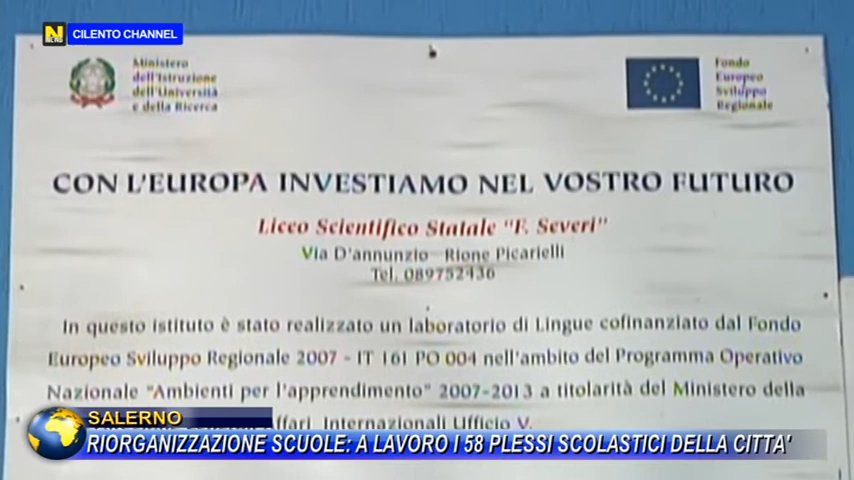 N
NEWS
CILENTO CHANNEL
Ministero
dell'Istruzione
dell'Università
e della Ricerca
Fondo
Europeo
Sviluppo
Regionale
CON L'EUROPA INVESTIAMO NEL VOSTRO FUTURO
Liceo Scientifico Statale "F. Severi"
Via D'annunzio - Rione Picarielli
Tel. 089752436
In questo istituto è stato realizzato un laboratorio di Lingue cofinanziato dal Fondo
Europeo Sviluppo Regionale 2007 - IT 161 PO 004 nell'ambito del Programma Operativo
Nazionale "Ambienti per l'apprendimento" 2007-2013 a titolarità del Ministero della
Affari Internazionali Ufficio V.
SALERNO
RIORGANIZZAZIONE SCUOLE: A LAVORO I 58 PLESSI SCOLASTICI DELLA CITTA'